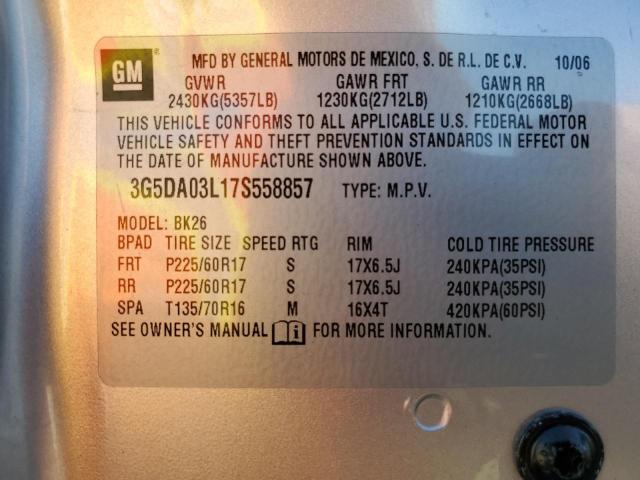 GM ® MFD BY GENERAL MOTORS DE MEXICO, S. DE R.L. DE C.V. 10/06
GVWR GAWR FRT GAWR RR
2430KG(5357LB) 1230KG(2712LB) 1210KG(2668LB)
THIS VEHICLE CONFORMS TO ALL APPLICABLE U.S. FEDERAL MOTOR
VEHICLE SAFETY AND THEFT PREVENTION STANDARDS IN EFFECT ON
THE DATE OF MANUFACTURE SHOWN ABOVE.
3G5DA03L17S558857 TYPE: M.P.V.
MODEL: BK26
BPAD TIRE SIZE SPEED RTG RIM COLD TIRE PRESSURE
FRT P225/60R17 S 17X6.5J 240KPA(35PSI)
RR P225/60R17 S 17X6.5J 240KPA(35PSI)
SPA T135/70R16 M 16X4T 420KPA(60PSI)
SEE OWNER'S MANUAL FOR MORE INFORMATION.